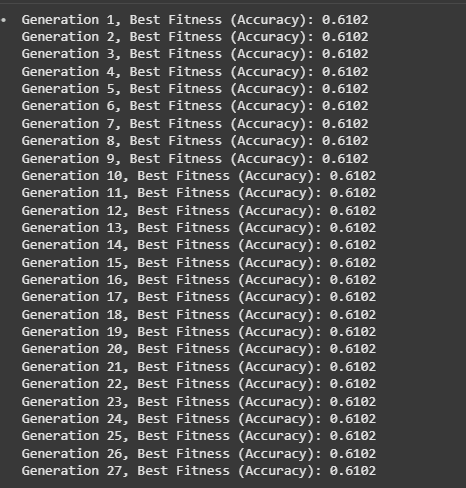 Generation 1, Best Fitness (Accuracy): 0.6102
Generation 2, Best Fitness (Accuracy): 0.6102
Generation 3, Best Fitness (Accuracy): 0.6102
Generation 4, Best Fitness (Accuracy): 0.6102
Generation 5, Best Fitness (Accuracy): 0.6102
Generation 6, Best Fitness (Accuracy): 0.6102
Generation 7, Best Fitness (Accuracy): 0.6102
Generation 8, Best Fitness (Accuracy): 0.6102
Generation 9, Best Fitness (Accuracy): 0.6102
Generation 10, Best Fitness (Accuracy): 0.6102
Generation 11, Best Fitness (Accuracy): 0.6102
Generation 12, Best Fitness (Accuracy): 0.6102
Generation 13, Best Fitness (Accuracy): 0.6102
Generation 14, Best Fitness (Accuracy): 0.6102
Generation 15, Best Fitness (Accuracy): 0.6102
Generation 16, Best Fitness (Accuracy): 0.6102
Generation 17, Best Fitness (Accuracy): 0.6102
Generation 18, Best Fitness (Accuracy): 0.6102
Generation 19, Best Fitness (Accuracy): 0.6102
Generation 20, Best Fitness (Accuracy): 0.6102
Generation 21, Best Fitness (Accuracy): 0.6102
Generation 22, Best Fitness (Accuracy): 0.6102
Generation 23, Best Fitness (Accuracy): 0.6102
Generation 24, Best Fitness (Accuracy): 0.6102
Generation 25, Best Fitness (Accuracy): 0.6102
Generation 26, Best Fitness (Accuracy): 0.6102
Generation 27, Best Fitness (Accuracy): 0.6102